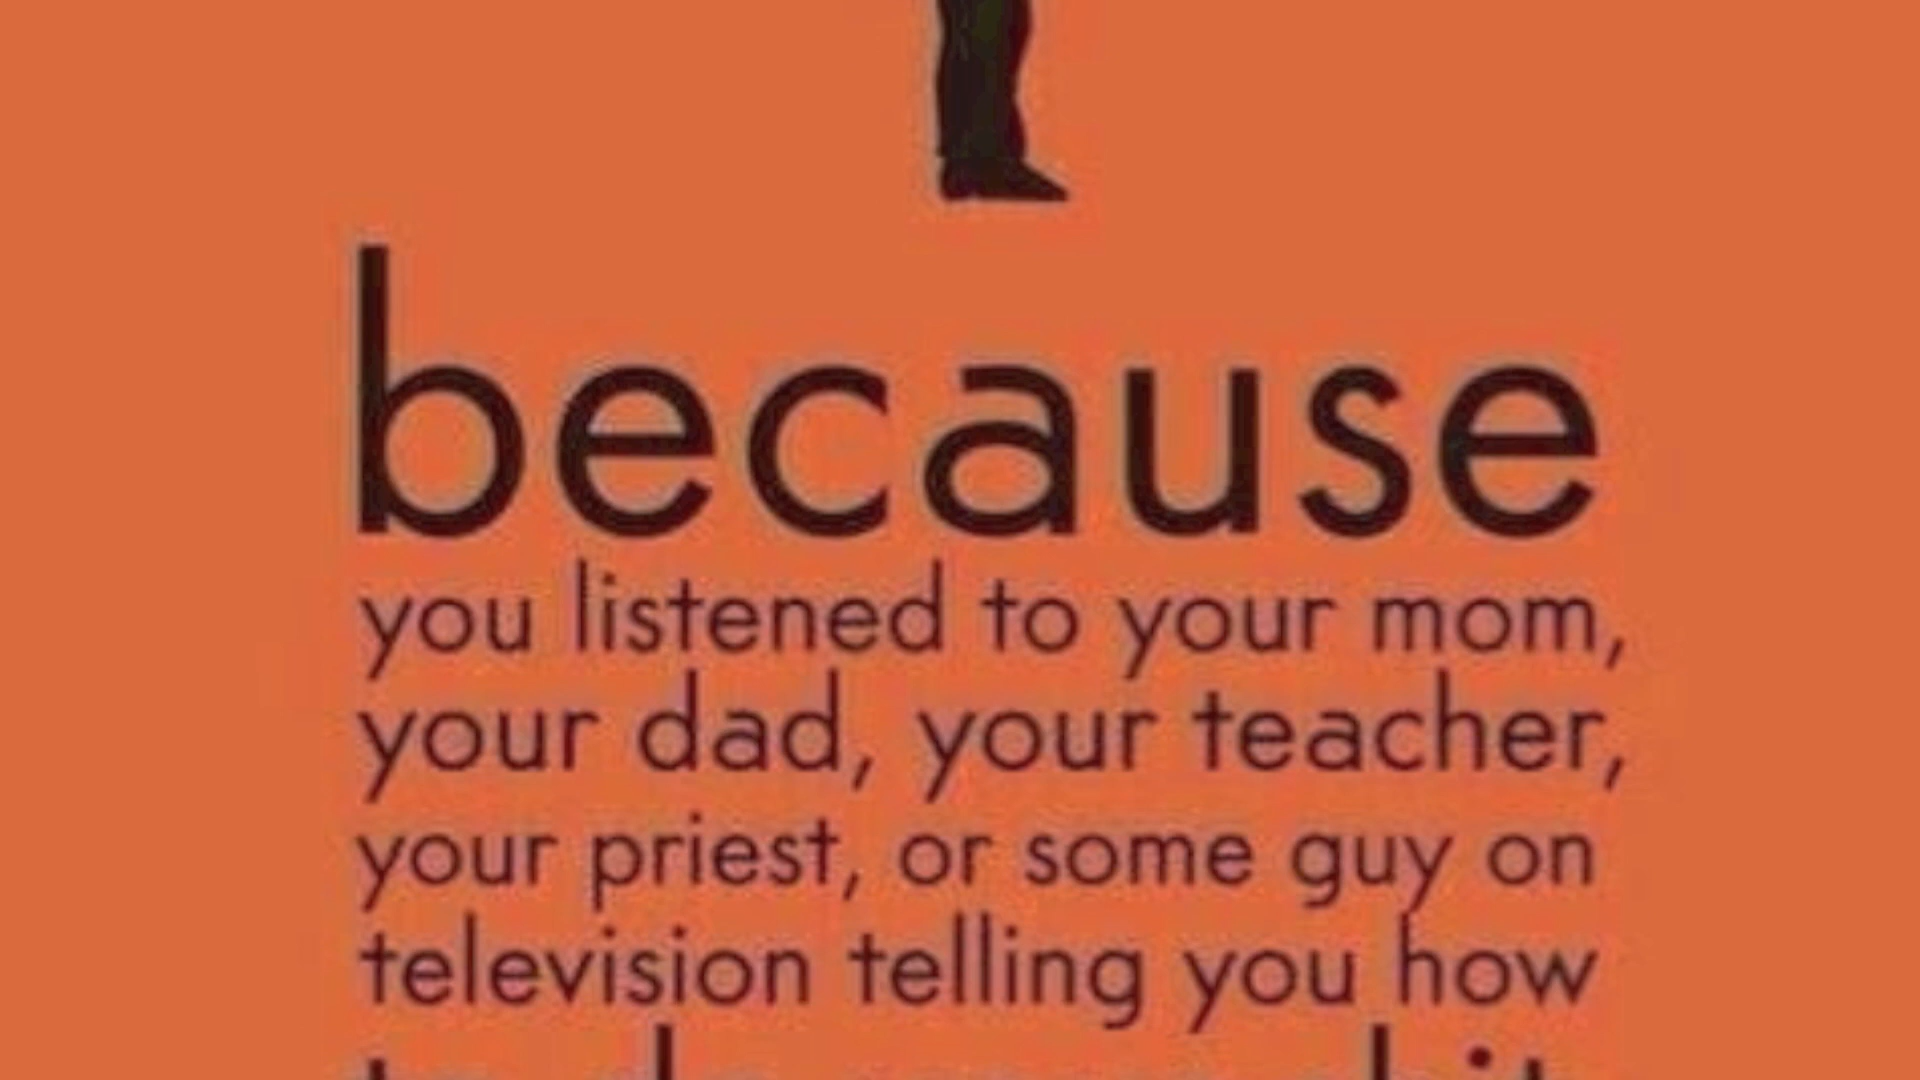 because
you listened to your mom,
your dad, your teacher,
your priest, or some guy on
television telling you how